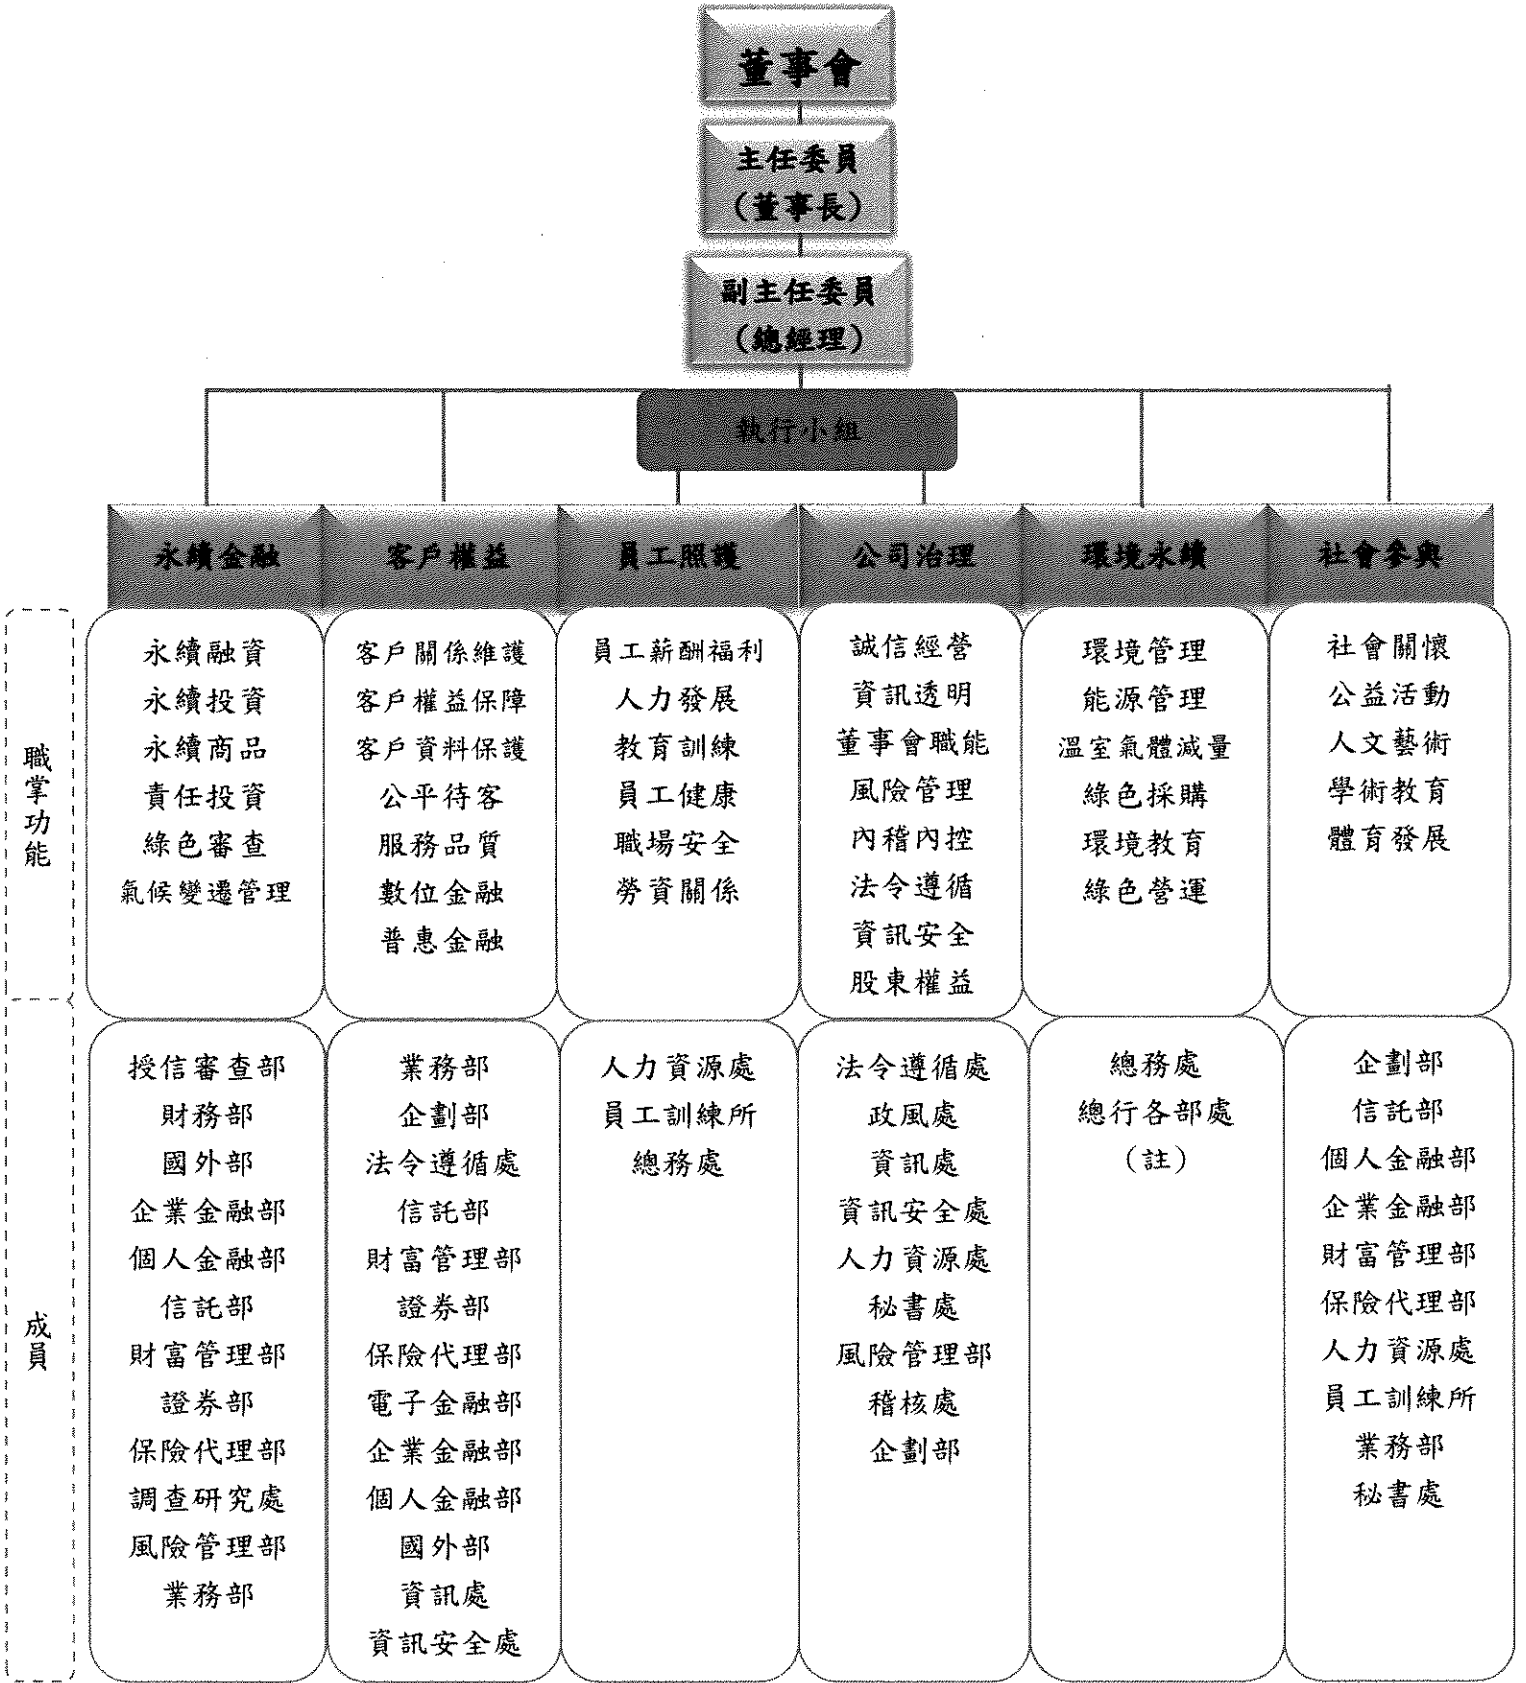 董事會
主任委員
（董事長）
副主任委員
（總經理）
執行小組
永續金融
客戶權益
員工照護
公司治理
環境永續
社會參與
職掌功能
永續融資
永續投資
永續商品
責任投資
綠色審查
氣候變遷管理
客戶關係維護
客戶權益保障
客戶資料保護
公平待客
服務品質
數位金融
普惠金融
員工薪酬福利
人力發展
教育訓練
員工健康
職場安全
勞資關係
誠信經營
資訊透明
董事會職能
風險管理
內稽內控
法令遵循
資訊安全
股東權益
環境管理
能源管理
溫室氣體減量
綠色採購
環境教育
綠色營運
社會關懷
公益活動
人文藝術
學術教育
體育發展
成員
授信審查部
財務部
國外部
企業金融部
個人金融部
信託部
財富管理部
證券部
保險代理部
調查研究處
風險管理部
業務部
業務部
企劃部
法令遵循處
信託部
財富管理部
證券部
保險代理部
電子金融部
企業金融部
個人金融部
國外部
資訊處
資訊安全處
人力資源處
員工訓練所
總務處
法令遵循處
政風處
資訊處
資訊安全處
人力資源處
秘書處
風險管理部
稽核處
企劃部
總務處
總行各部處
（註）
企劃部
信託部
個人金融部
企業金融部
財富管理部
保險代理部
人力資源處
員工訓練所
業務部
秘書處